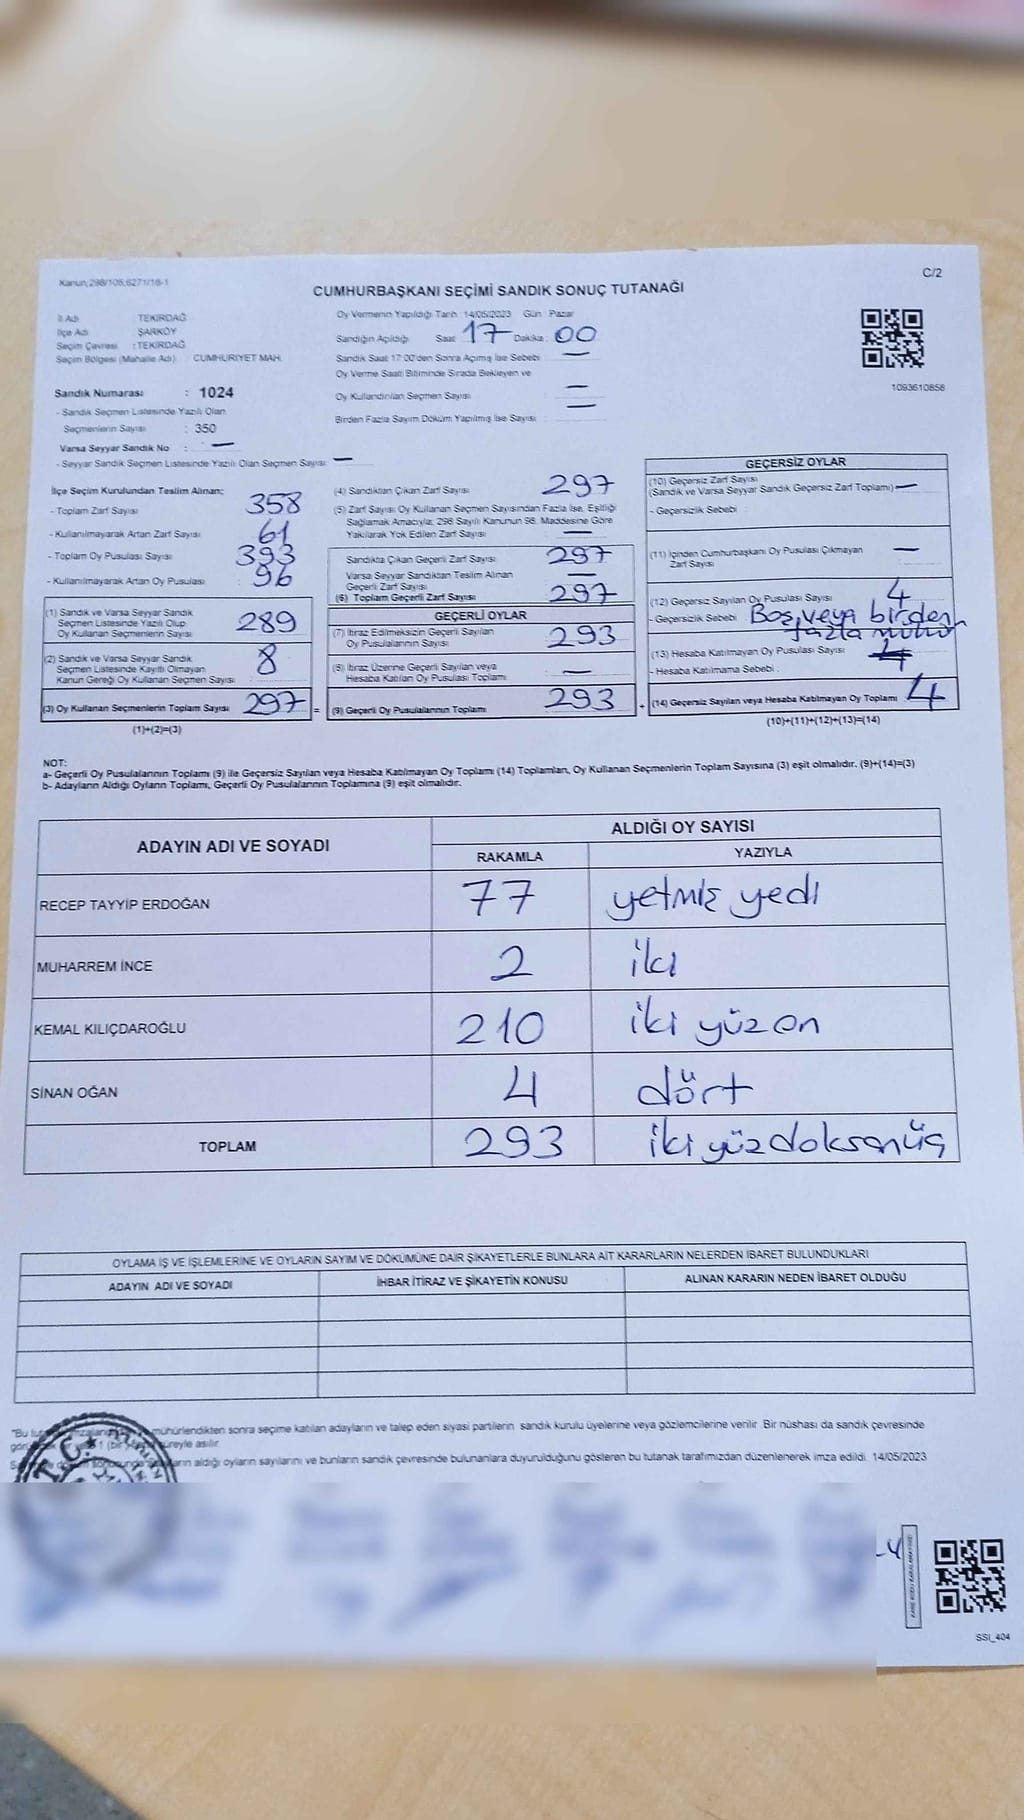 Kanun;298/105,6271/18-1
C/2
CUMHURBAŞKANI SEÇİMİ SANDIK SONUÇ TUTANAĞI
İl Adı : TEKİRDAĞ
İlçe Adı : ŞARKÖY
Seçim Çevresi : TEKİRDAĞ
Seçim Bölgesi (Mahalle Adı) : CUMHURİYET MAH.
Sandık Numarası : 1024
- Sandık Seçmen Listesinde Yazılı Olan
Seçmenlerin Sayısı : 350
Varsa Seyyar Sandık No : —
- Seyyar Sandık Seçmen Listesinde Yazılı Olan Seçmen Sayısı: —
Oy Vermenin Yapıldığı Tarih :14/05/2023 Gün : Pazar
Sandığın Açıldığı Saat 17 Dakika : 00
Sandık Saat 17:00'den Sonra Açımış İse Sebebi : —
Oy Verme Saati Bitiminde Sırada Bekleyen ve
Oy Kullandırılan Seçmen Sayısı : —
Birden Fazla Sayım Döküm Yapılmış İse Sayısı : —
1093610858
İlçe Seçim Kurulundan Teslim Alınan;
- Toplam Zarf Sayısı 358
- Kullanılmayarak Artan Zarf Sayısı : 61
- Toplam Oy Pusulası Sayısı : 393
- Kullanılmayarak Artan Oy Pusulası : 96
(1) Sandık ve Varsa Seyyar Sandık
Seçmen Listesinde Yazılı Olup
Oy Kullanan Seçmenlerin Sayısı 289
(2) Sandık ve Varsa Seyyar Sandık
Seçmen Listesinde Kayıtlı Olmayan
Kanun Gereği Oy Kullanan Seçmen Sayısı : 8
(3) Oy Kullanan Seçmenlerin Toplam Sayısı 297 =
(1)+(2)=(3)
(4) Sandıktan Çıkan Zarf Sayısı 297
(5) Zarf Sayısı Oy Kullanan Seçmen Sayısından Fazla İse, Eşitliği
Sağlamak Amacıyla, 298 Sayılı Kanunun 98. Maddesine Göre
Yakılarak Yok Edilen Zarf Sayısı : —
Sandıkta Çıkan Geçerli Zarf Sayısı : 297
Varsa Seyyar Sandıktan Teslim Alınan
Geçerli Zarf Sayısı —
(6) Toplam Geçerli Zarf Sayısı 297
GEÇERLİ OYLAR
(7) İtiraz Edilmeksizin Geçerli Sayılan
Oy Pusulalarının Sayısı 293
İtiraz Üzerine Geçerli Sayılan veya
Hesaba Katılan Oy Pusulası Toplamı —
(9) Geçerli Oy Pusulalarının Toplamı 293 +
GEÇERSİZ OYLAR
(10) Geçersiz Zarf Sayısı
(Sandık ve Varsa Seyyar Sandık Geçersiz Zarf Toplamı) —
- Geçersizlik Sebebi :
(11) İçinden Cumhurbaşkanı Oy Pusulası Çıkmayan
Zarf Sayısı : —
(12) Geçersiz Sayılan Oy Pusulası Sayısı 4
- Geçersizlik Sebebi Boş veya birden
fazla mühür
(13) Hesaba Katılmayan Oy Pusulası Sayısı
- Hesaba Katılmama Sebebi :
(14) Geçersiz Sayılan veya Hesaba Katılmayan Oy Toplamı 4
(10)+(11)+(12)+(13)=(14)
NOT:
a- Geçerli Oy Pusulalarının Toplamı (9) ile Geçersiz Sayılan veya Hesaba Katılmayan Oy Toplamı (14) Toplamları, Oy Kullanan Seçmenlerin Toplam Sayısına (3) eşit olmalıdır. (9)+(14)=(3)
b- Adayların Aldığı Oyların Toplamı, Geçerli Oy Pusulalarının Toplamına (9) eşit olmalıdır.
ADAYIN ADI VE SOYADI ALDIĞI OY SAYISI
RAKAMLA YAZIYLA
RECEP TAYYİP ERDOĞAN 77 yetmiş yedi
MUHARREM İNCE 2 iki
KEMAL KILIÇDAROĞLU 210 iki yüz on
SİNAN OĞAN 4 dört
TOPLAM 293 iki yüz doksan üç
OYLAMA İŞ VE İŞLEMLERİNE VE OYLARIN SAYIM VE DÖKÜMÜNE DAİR ŞİKAYETLERLE BUNLARA AİT KARARLARIN NELERDEN İBARET BULUNDUKLARI
ADAYIN ADI VE SOYADI İHBAR İTİRAZ VE ŞİKAYETİN KONUSU ALINAN KARARIN NEDEN İBARET OLDUĞU
"Bu mühürlendikten sonra seçime katılan adayların ve talep eden siyasi partilerin sandık kurulu üyelerine veya gözlemcilerine verilir. Bir nüshası da sandık çevresinde
1 (bir) süreyle asılır.
aldığı oyların sayılarını ve bunların sandık çevresinde bulunanlara duyurulduğunu gösteren bu tutanak tarafımızdan düzenlenerek imza edildi. 14/05/2023
T.C.
SSI_404